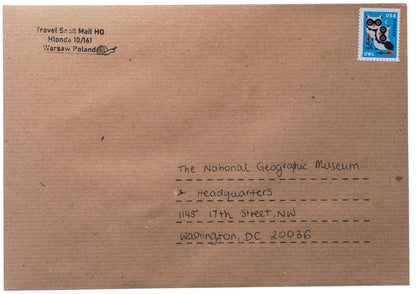 Travel Snail Mail HQ
Hlonda 10/161
Warsaw Poland
USA
OWL
The National Geographic Museum
& Headquarters
1145 17th Street, NW
Washington, DC 20036